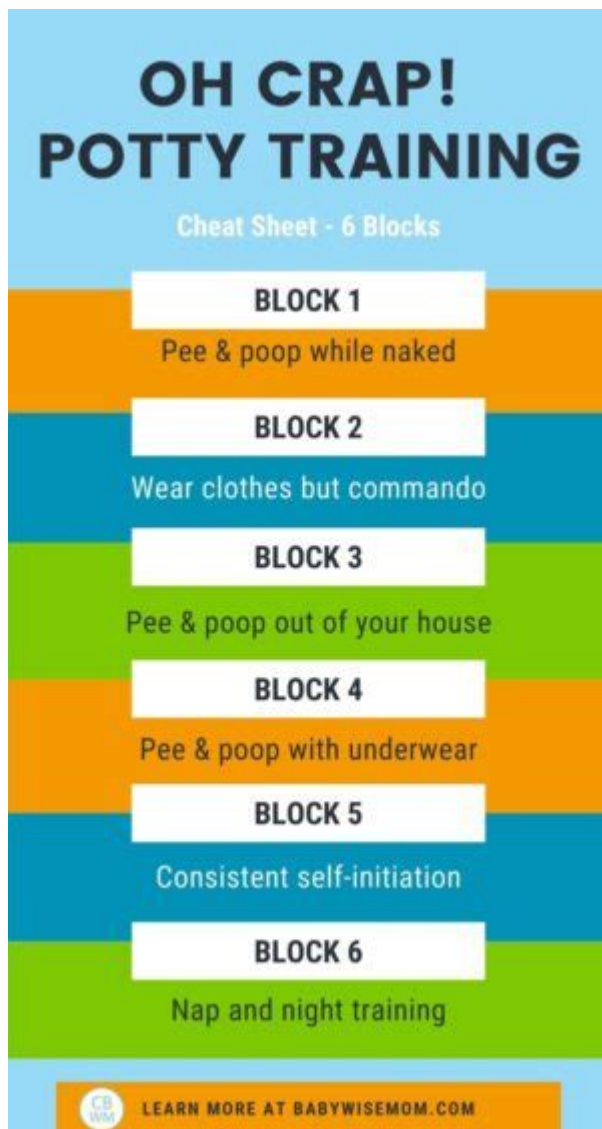 OH CRAP!
POTTY TRAINING
Cheat Sheet - 6 Blocks
BLOCK 1
Pee & poop while naked
BLOCK 2
Wear clothes but commando
BLOCK 3
Pee & poop out of your house
BLOCK 4
Pee & poop with underwear
BLOCK 5
Consistent self-initiation
BLOCK 6
Nap and night training
CB
WM
LEARN MORE AT BABYWISEMOM.COM